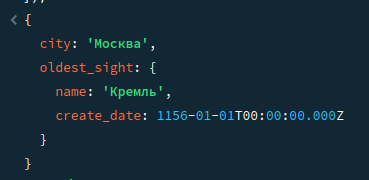 < {
city: 'Москва',
oldest_sight: {
name: 'Кремль',
create_date: 1156-01-01T00:00:00.000Z
}
}